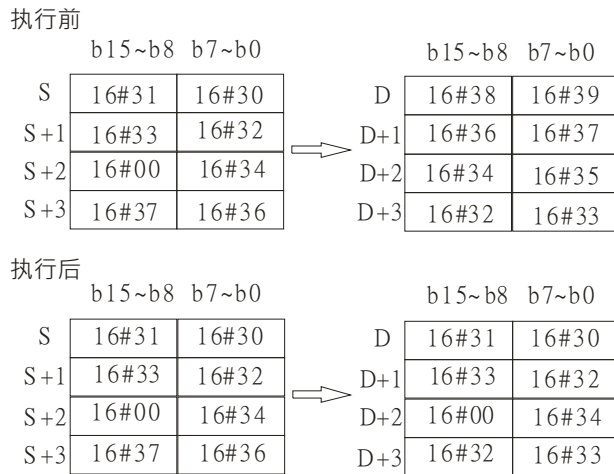 执行前
b15~b8 b7~b0 b15~b8 b7~b0
S 16#31 16#30 D 16#38 16#39
S+1 16#33 16#32 D+1 16#36 16#37
S+2 16#00 16#34 D+2 16#34 16#35
S+3 16#37 16#36 D+3 16#32 16#33
执行后
b15~b8 b7~b0 b15~b8 b7~b0
S 16#31 16#30 D 16#31 16#30
S+1 16#33 16#32 D+1 16#33 16#32
S+2 16#00 16#34 D+2 16#00 16#34
S+3 16#37 16#36 D+3 16#32 16#33